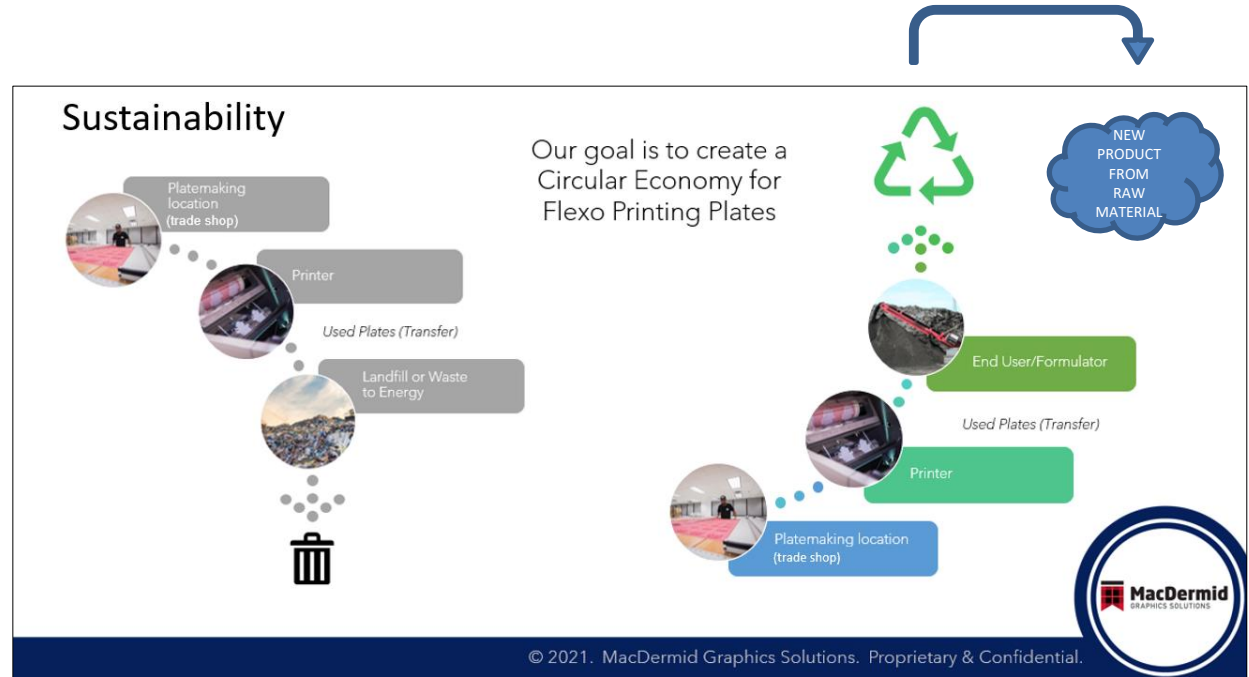 Sustainability
Platemaking
location
(trade shop)
Printer
Used Plates (Transfer)
Landfill or Waste
to Energy
Our goal is to create a
Circular Economy for
Flexo Printing Plates
NEW
PRODUCT
FROM
RAW
MATERIAL
End User/Formulator
Used Plates (Transfer)
Printer
Platemaking location
(trade shop)
MacDermid
GRAPHICS SOLUTIONS
© 2021. MacDermid Graphics Solutions. Proprietary & Confidential.